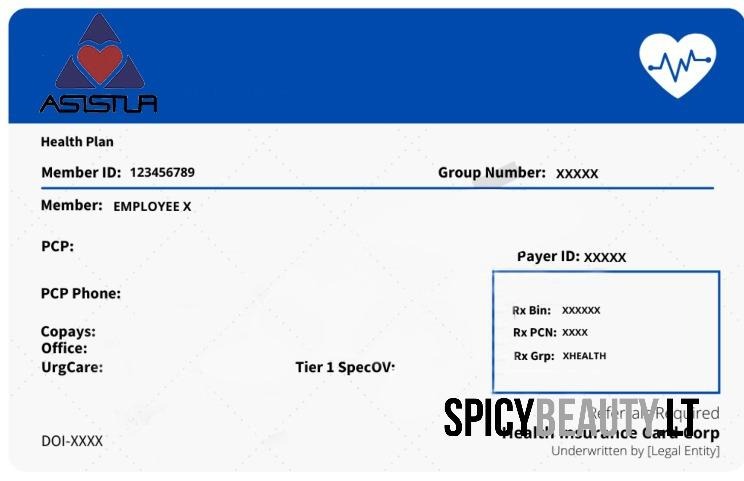 ASISTUR
Health Plan
Member ID: 123456789
Group Number: XXXXX
Member: EMPLOYEE X
PCP:
Payer ID: XXXXX
PCP Phone:
Rx Bin: XXXXXX
Rx PCN: XXXX
Rx Grp: XHEALTH
Copays:
Office:
UrgCare:
Tier 1 SpecOV:
SPICYBEAUTY.LT
Referrals Required
Health Insurance Card Corp
DOI-XXXX
Underwritten by [Legal Entity]